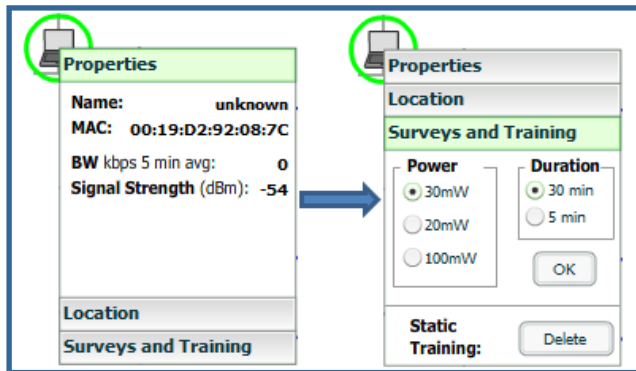 Properties
Name: unknown
MAC: 00:19:D2:92:08:7C
BW kbps 5 min avg: 0
Signal Strength (dBm): -54
Location
Surveys and Training
Properties
Location
Surveys and Training
Power
30mW
20mW
100mW
Duration
30 min
5 min
OK
Static
Training:
Delete